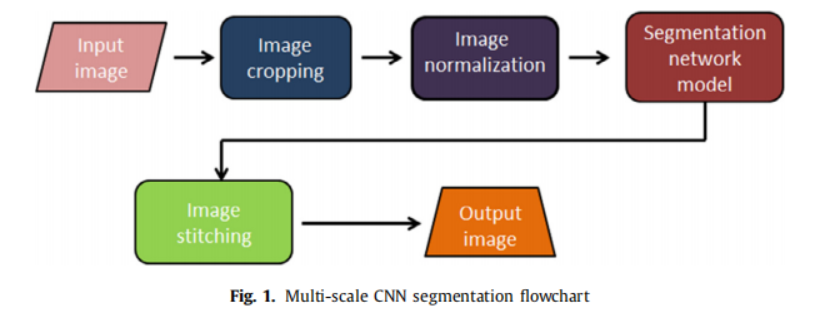 Input
image
Image
cropping
Image
normalization
Segmentation
network
model
Image
stitching
Output
image
Fig. 1. Multi-scale CNN segmentation flowchart